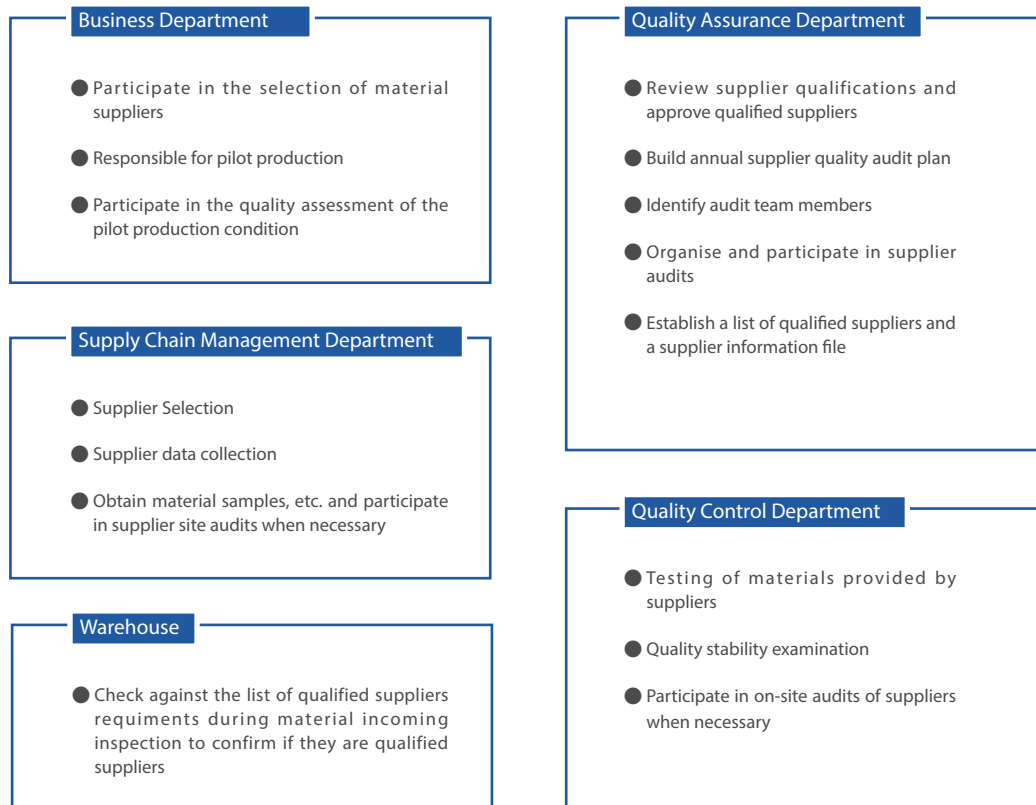 Business Department
● Participate in the selection of material
suppliers
● Responsible for pilot production
● Participate in the quality assessment of the
pilot production condition
Supply Chain Management Department
● Supplier Selection
● Supplier data collection
● Obtain material samples, etc. and participate
in supplier site audits when necessary
Warehouse
● Check against the list of qualified suppliers
requiments during material incoming
inspection to confirm if they are qualified
suppliers
Quality Assurance Department
● Review supplier qualifications and
approve qualified suppliers
● Build annual supplier quality audit plan
● Identify audit team members
● Organise and participate in supplier
audits
● Establish a list of qualified suppliers and
a supplier information file
Quality Control Department
● Testing of materials provided by
suppliers
● Quality stability examination
● Participate in on-site audits of suppliers
when necessary